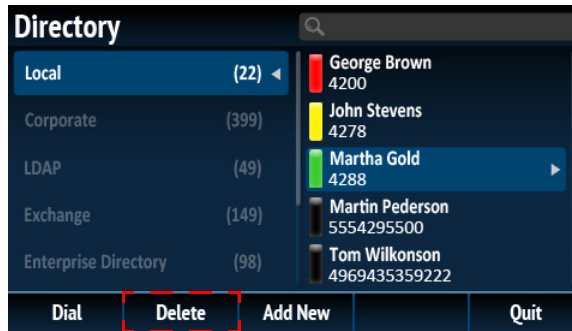 Directory
Local (22)
Corporate (399)
LDAP (49)
Exchange (149)
Enterprise Directory (98)
George Brown
4200
John Stevens
4278
Martha Gold
4288
Martin Pederson
5554295500
Tom Wilkonson
4969435359222
Dial Delete Add New Quit